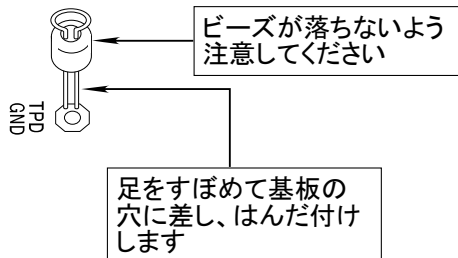 ビーズが落ちないよう
注意してください
TPD
GND
足をすぼめて基板の
穴に差し、はんだ付け
します